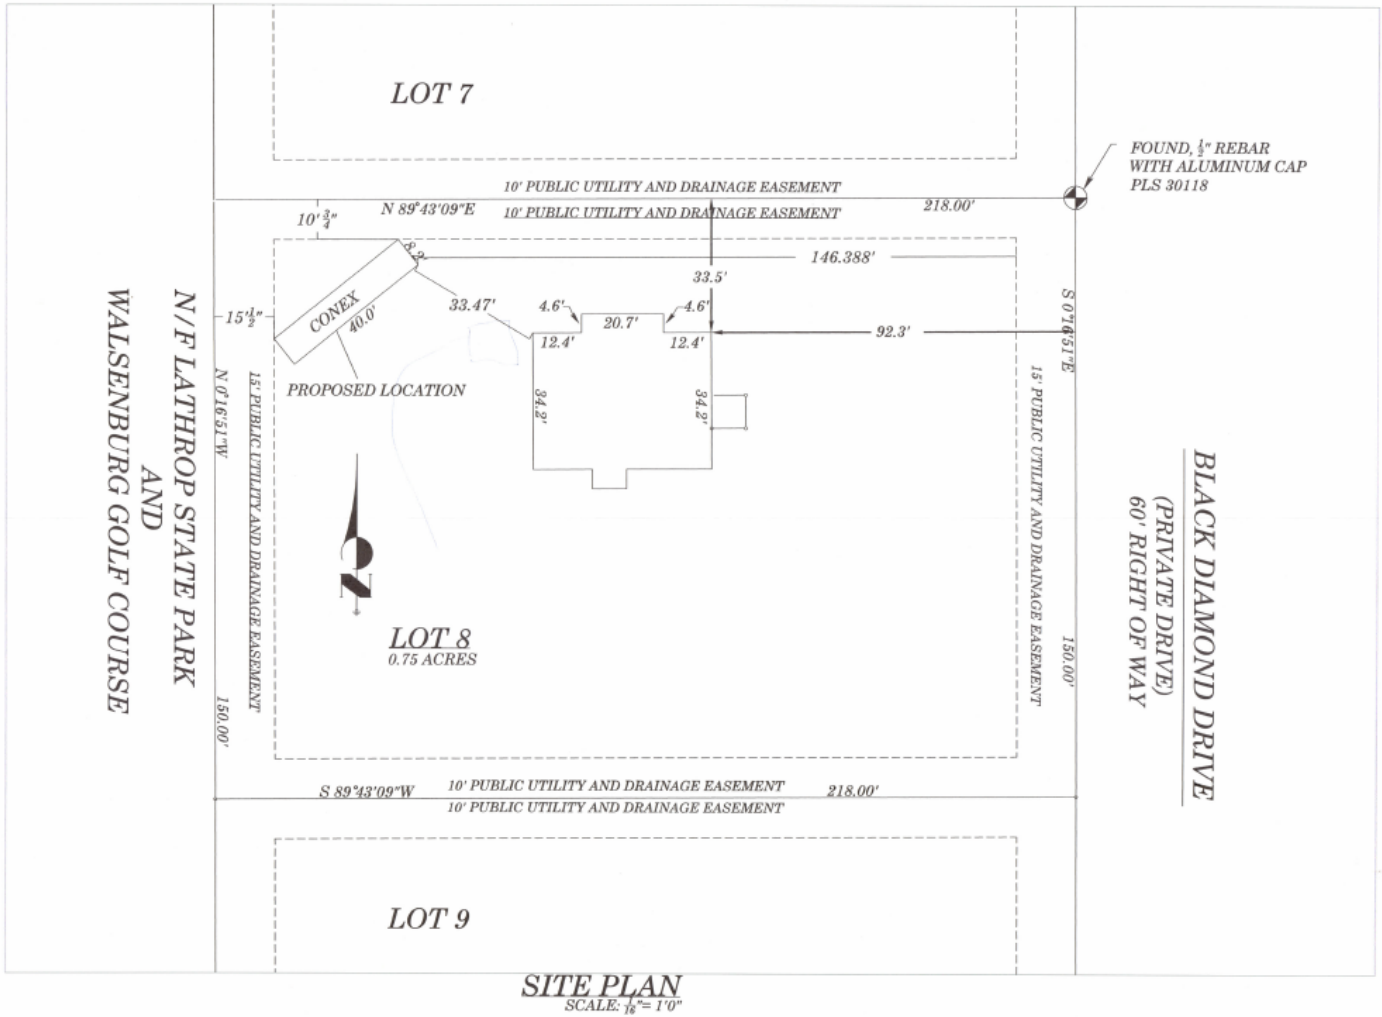 LOT 7
FOUND, ½" REBAR
WITH ALUMINUM CAP
PLS 30118
10' PUBLIC UTILITY AND DRAINAGE EASEMENT
N 89°43'09"E
10' PUBLIC UTILITY AND DRAINAGE EASEMENT
218.00'
10' ¾"
8.2'
146.388'
33.5'
CONEX
40.0'
33.47'
15'½"
4.6'
4.6'
20.7'
12.4'
12.4'
92.3'
S 0°16'51"E
PROPOSED LOCATION
34.2'
34.2'
N 0°16'51"W
15' PUBLIC UTILITY AND DRAINAGE EASEMENT
15' PUBLIC UTILITY AND DRAINAGE EASEMENT
N/F LATHROP STATE PARK
AND
WALSENBURG GOLF COURSE
BLACK DIAMOND DRIVE
(PRIVATE DRIVE)
60' RIGHT OF WAY
N
LOT 8
0.75 ACRES
150.00'
150.00'
S 89°43'09"W
10' PUBLIC UTILITY AND DRAINAGE EASEMENT
218.00'
10' PUBLIC UTILITY AND DRAINAGE EASEMENT
LOT 9
SITE PLAN
SCALE: 1/16"= 1'0"